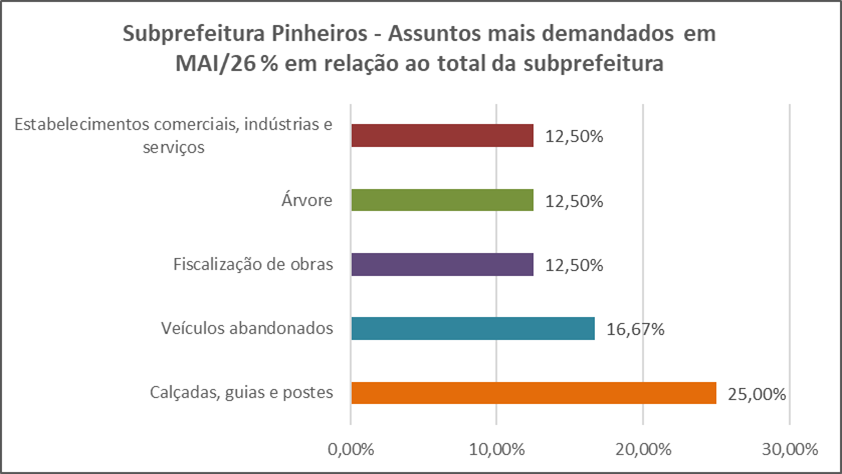 Subprefeitura Pinheiros - Assuntos mais demandados em
MAI/26 % em relação ao total da subprefeitura
Estabelecimentos comerciais, indústrias e
serviços
12,50%
Árvore
12,50%
Fiscalização de obras
12,50%
Veículos abandonados
16,67%
Calçadas, guias e postes
25,00%
0,00%
10,00%
20,00%
30,00%